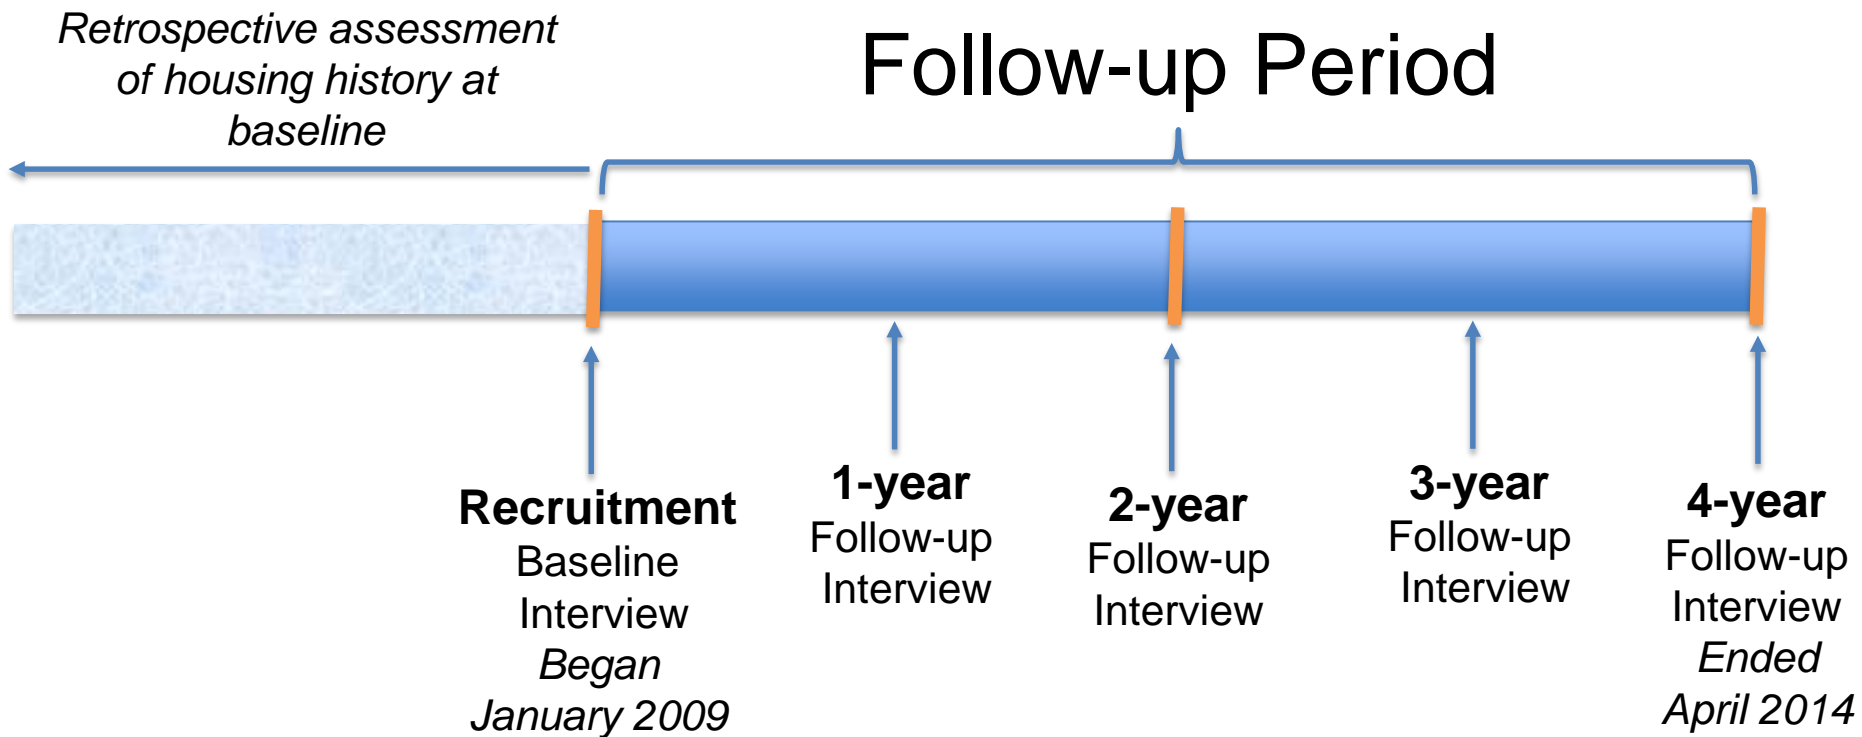 Retrospective assessment
of housing history at
baseline
Follow-up Period
Recruitment
Baseline
Interview
Began
January 2009
1-year
Follow-up
Interview
2-year
Follow-up
Interview
3-year
Follow-up
Interview
4-year
Follow-up
Interview
Ended
April 2014